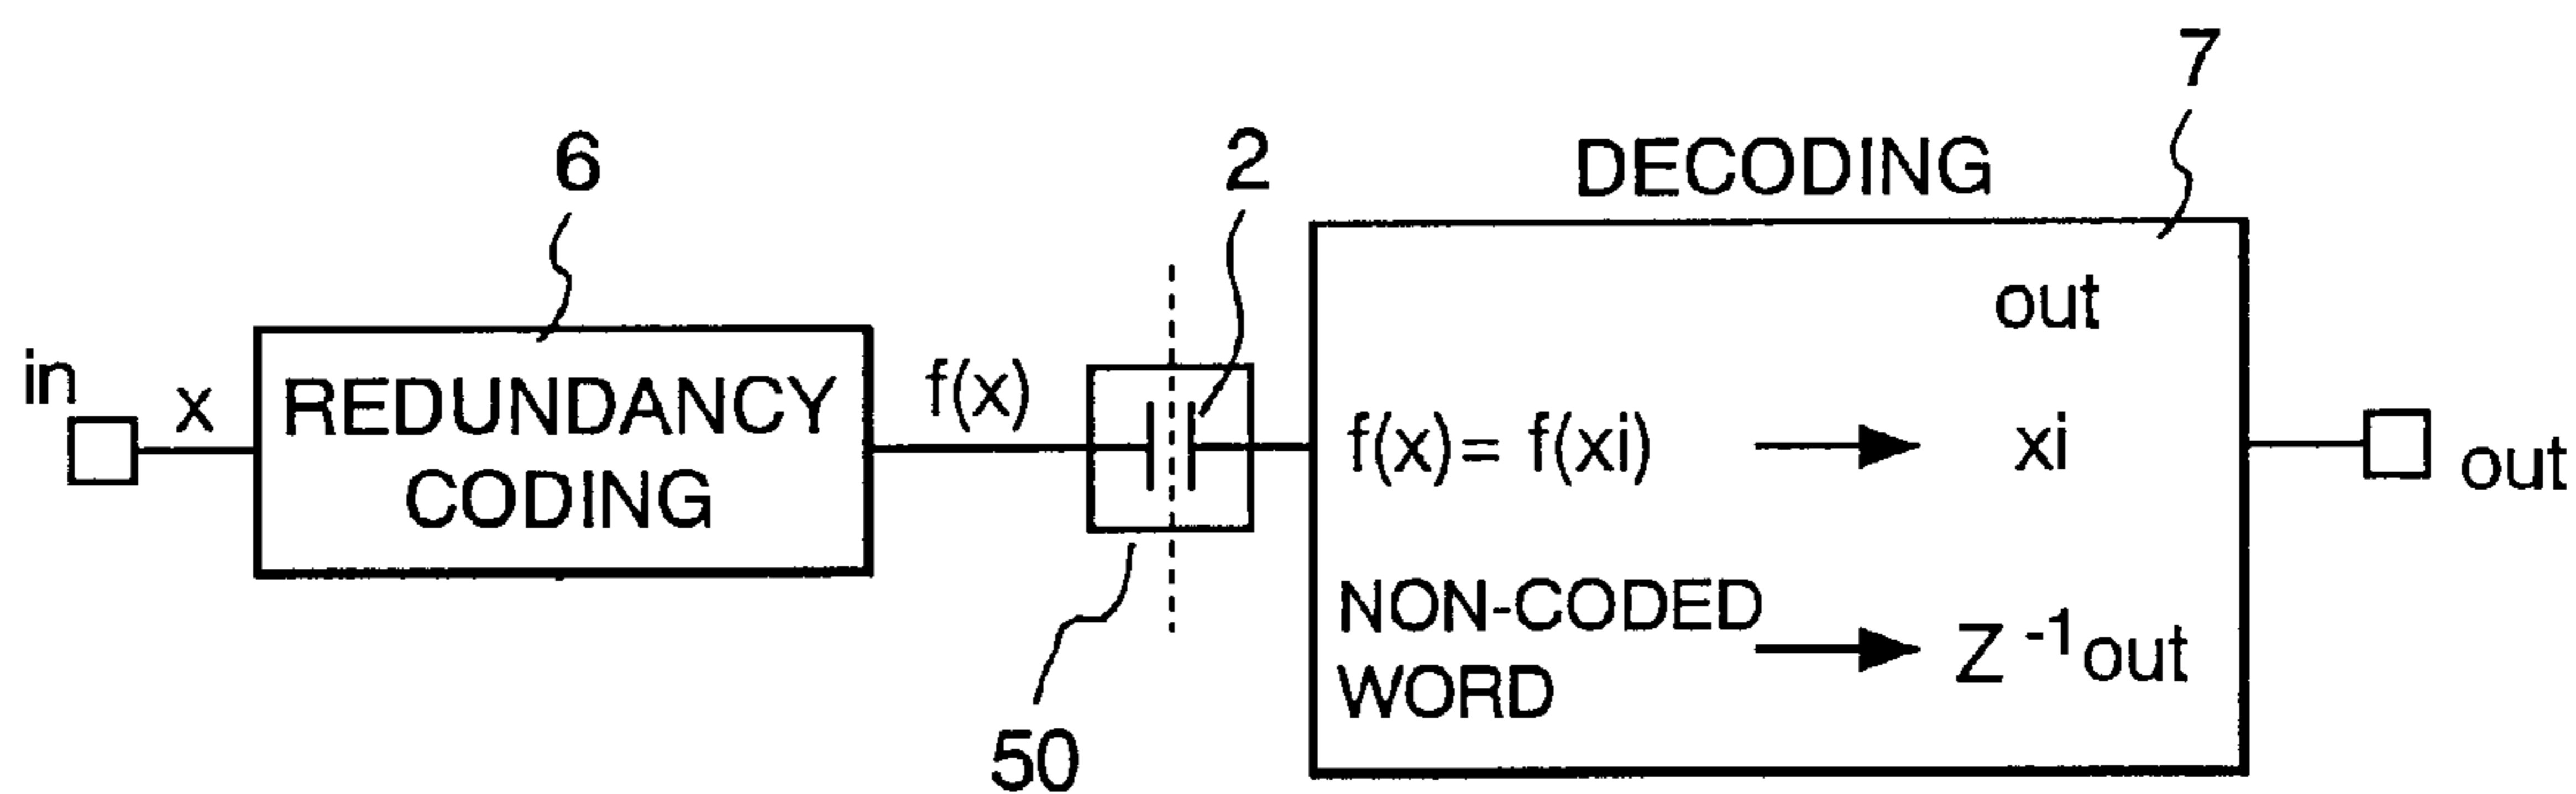 7
6
2
DECODING
out
in
x
REDUNDANCY
CODING
f(x)
f(x)= f(xi)
xi
out
NON-CODED
WORD
Z⁻¹out
50